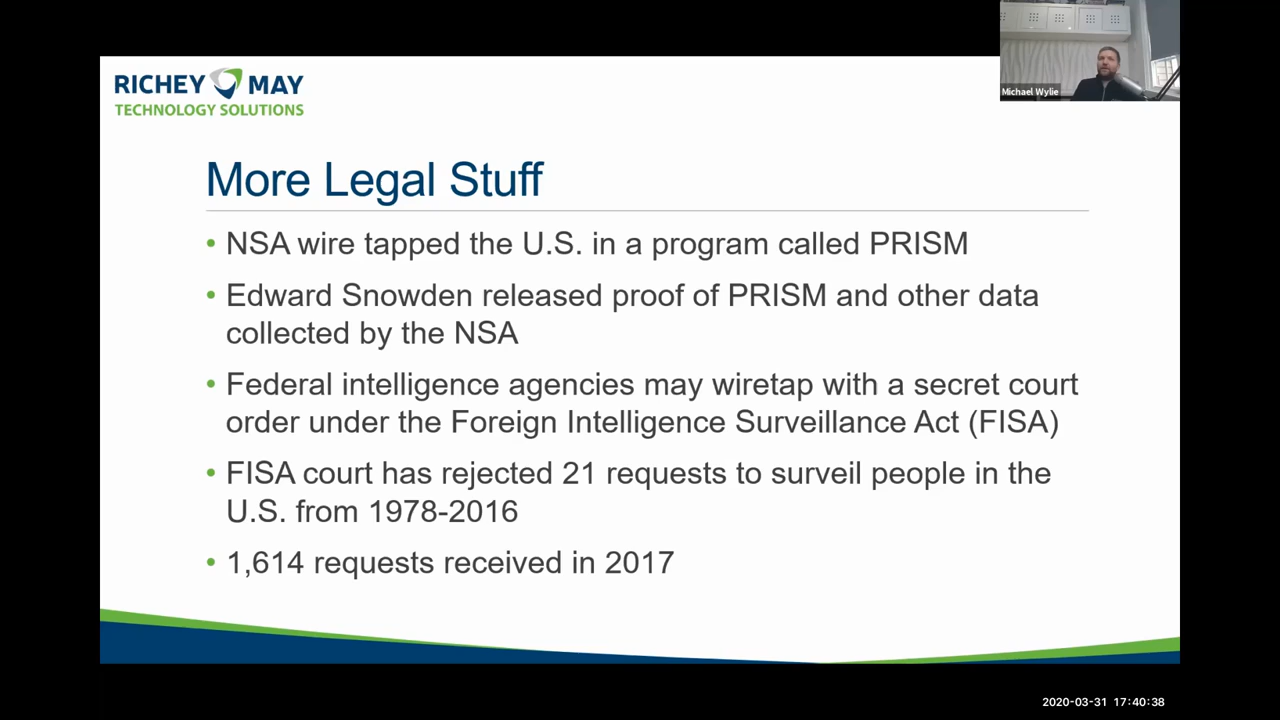 Michael Wylie
RICHEY MAY
TECHNOLOGY SOLUTIONS
More Legal Stuff
• NSA wire tapped the U.S. in a program called PRISM
• Edward Snowden released proof of PRISM and other data
collected by the NSA
• Federal intelligence agencies may wiretap with a secret court
order under the Foreign Intelligence Surveillance Act (FISA)
• FISA court has rejected 21 requests to surveil people in the
U.S. from 1978-2016
• 1,614 requests received in 2017
2020-03-31 17:40:38